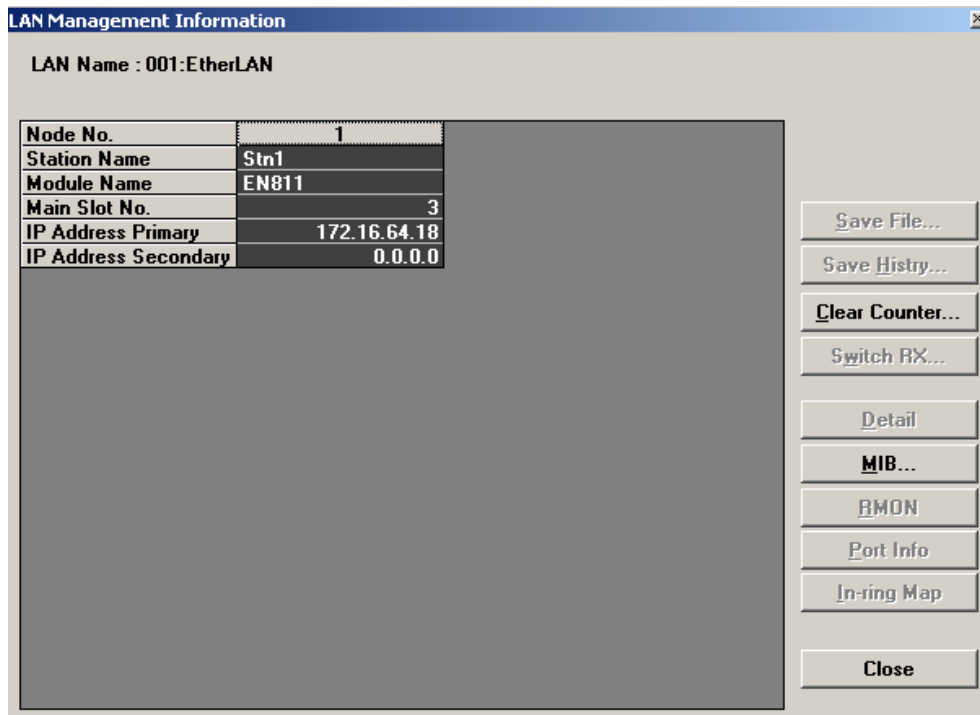 LAN Management Information
LAN Name : 001:EtherLAN
Node No. 1
Station Name Stn1
Module Name EN811
Main Slot No. 3
IP Address Primary 172.16.64.18
IP Address Secondary 0.0.0.0
Save File...
Save Histry...
Clear Counter...
Switch RX...
Detail
MIB...
RMON
Port Info
In-ring Map
Close